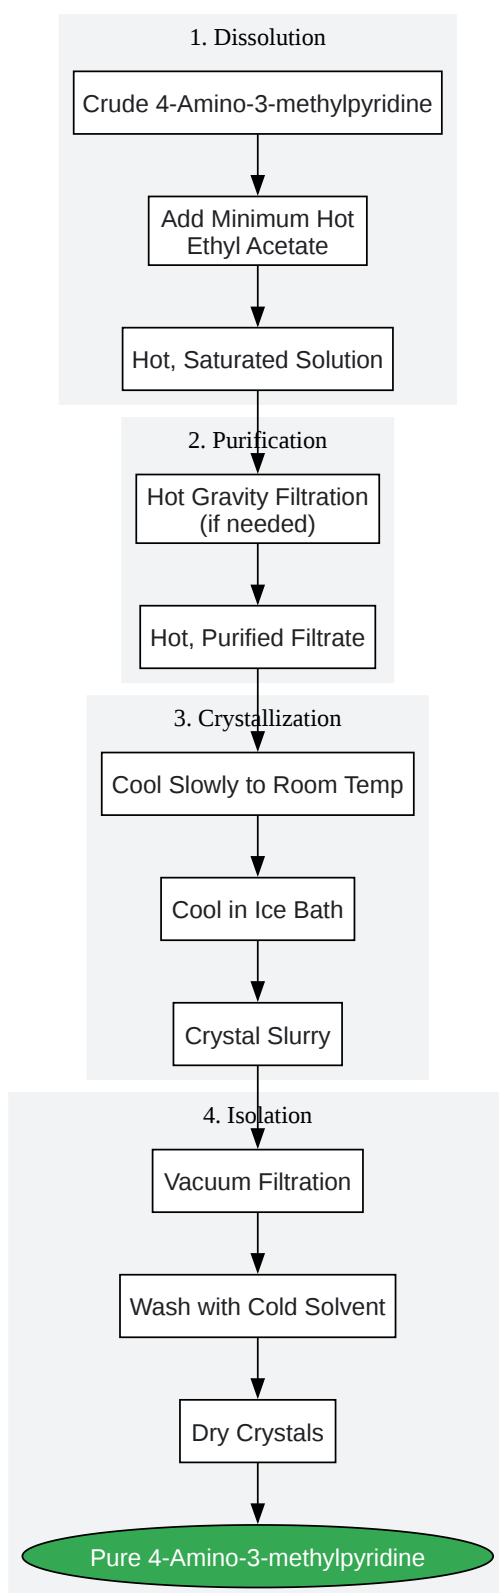 1. Dissolution
Crude 4-Amino-3-methylpyridine
Add Minimum Hot
Ethyl Acetate
Hot, Saturated Solution
2. Purification
Hot Gravity Filtration
(if needed)
Hot, Purified Filtrate
3. Crystallization
Cool Slowly to Room Temp
Cool in Ice Bath
Crystal Slurry
4. Isolation
Vacuum Filtration
Wash with Cold Solvent
Dry Crystals
Pure 4-Amino-3-methylpyridine